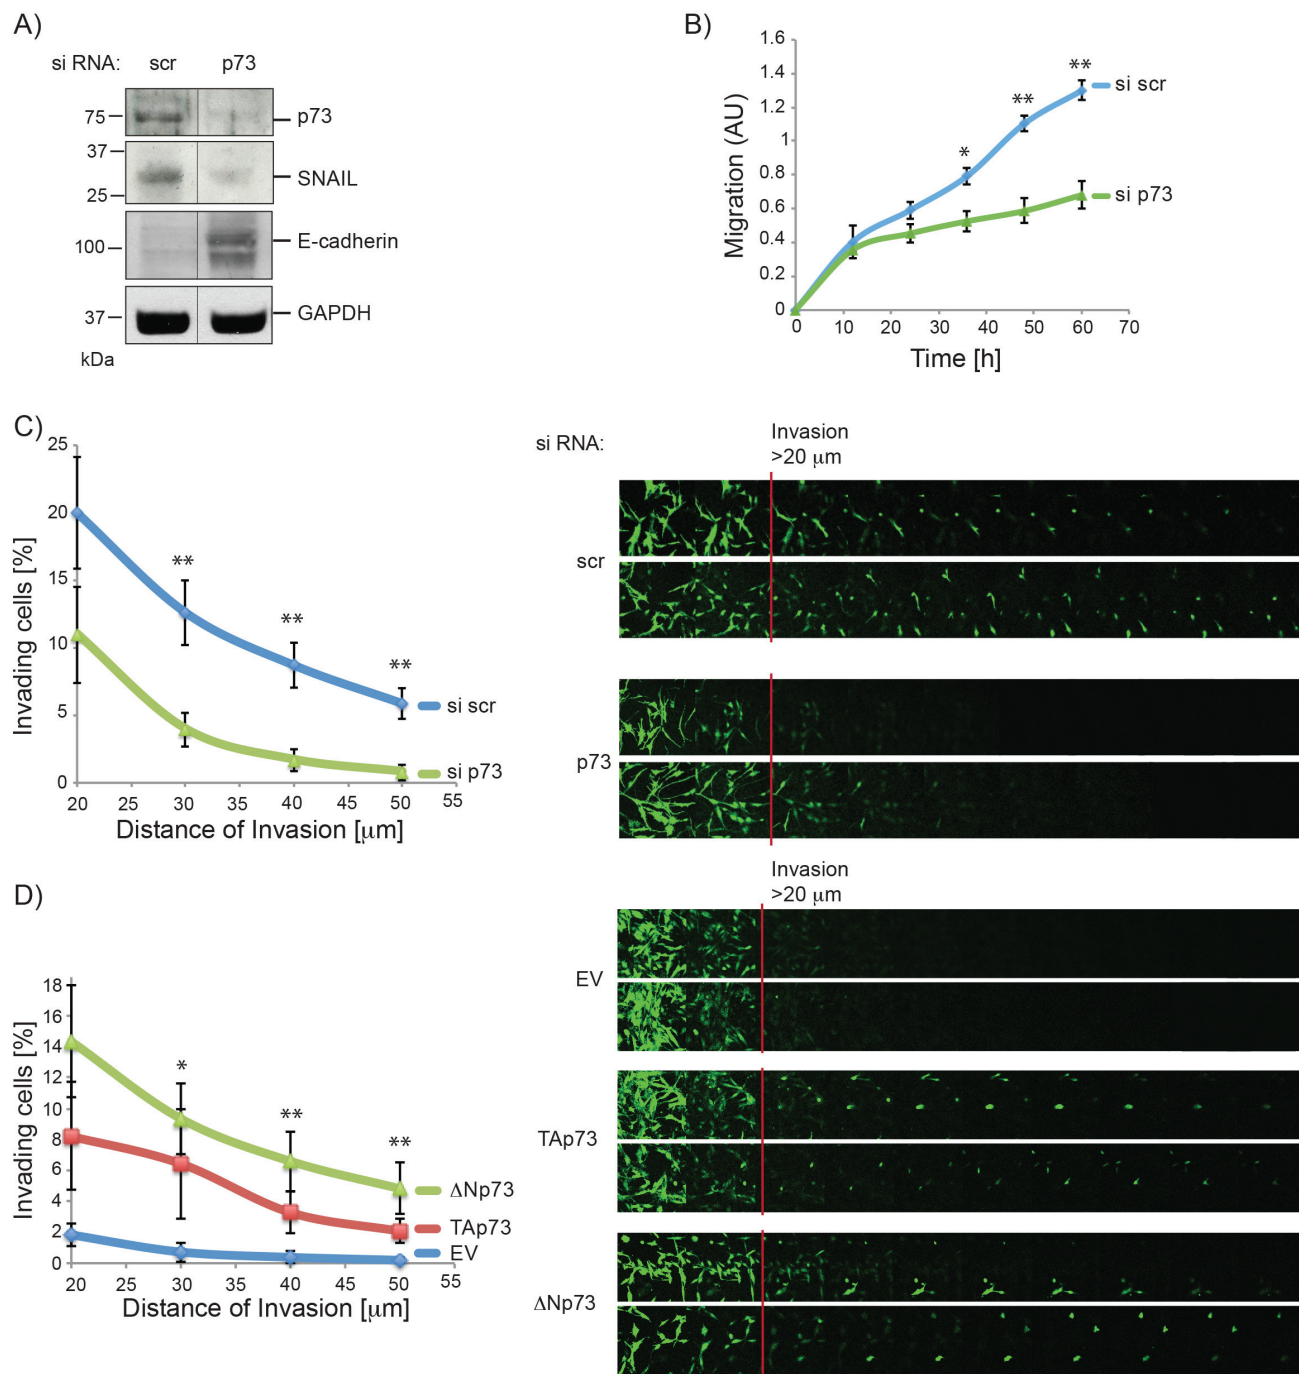 A)
si RNA: scr p73
75 p73
37
SNAIL
25
100 E-cadherin
37 GAPDH
kDa
B)
1.6
1.4
1.2
1
0.8
0.6
0.4
0.2
0
Migration (AU)
*
**
**
si scr
si p73
0 10 20 30 40 50 60 70
Time [h]
C)
25
20
15
10
5
0
Invading cells [%]
**
**
**
si scr
si p73
20 25 30 35 40 45 50 55
Distance of Invasion [μm]
si RNA:
Invasion
>20 μm
scr
p73
D)
18
16
14
12
10
8
6
4
2
0
Invading cells [%]
*
**
**
ΔNp73
TAp73
EV
20 25 30 35 40 45 50 55
Distance of Invasion [μm]
Invasion
>20 μm
EV
TAp73
ΔNp73